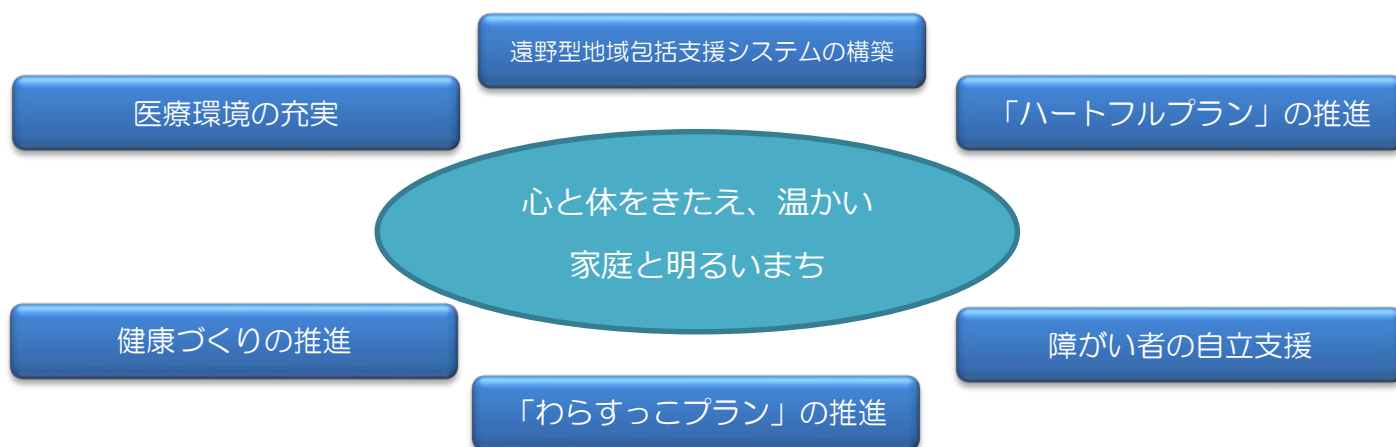 遠野型地域包括支援システムの構築
医療環境の充実
「ハートフルプラン」の推進
心と体をきたえ、温かい
家庭と明るいまち
健康づくりの推進
障がい者の自立支援
「わらすっこプラン」の推進